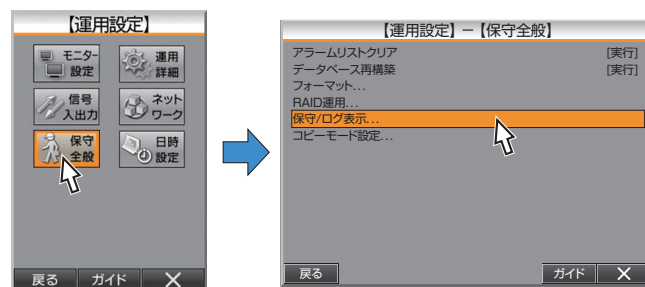 【運用設定】
モニター
設定
運用
詳細
信号
入出力
ネット
ワーク
保守
全般
日時
設定
戻る ガイド ╳
【運用設定】－【保守全般】
アラームリストクリア [実行]
データベース再構築 [実行]
フォーマット…
RAID運用…
保守/ログ表示…
コピーモード設定…
戻る ガイド ╳